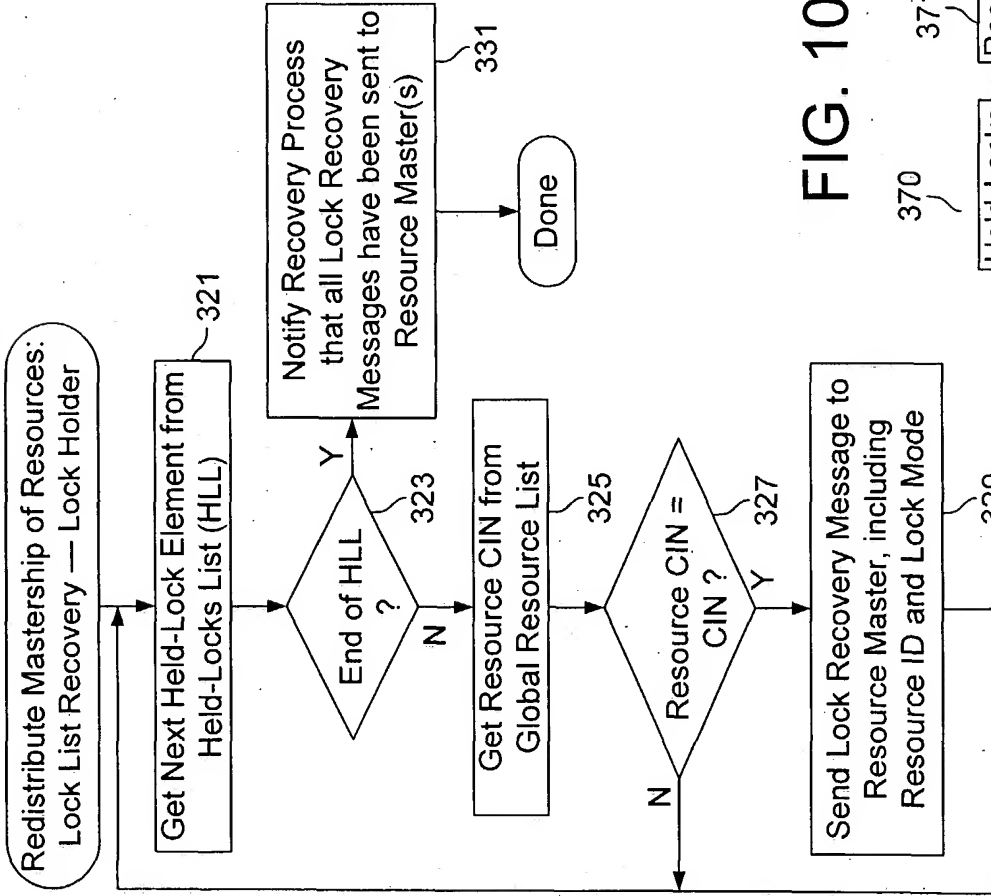 Redistribute Mastership of Resources:
Lock List Recovery — Lock Holder
Get Next Held-Lock Element from
Held-Locks List (HLL)
321
End of HLL
?
323
Y
N
Notify Recovery Process
that all Lock Recovery
Messages have been sent to
Resource Master(s)
331
Done
Get Resource CIN from
Global Resource List
325
Resource CIN =
CIN ?
327
N
Y
Send Lock Recovery Message to
Resource Master, including
Resource ID and Lock Mode
FIG. 10
370